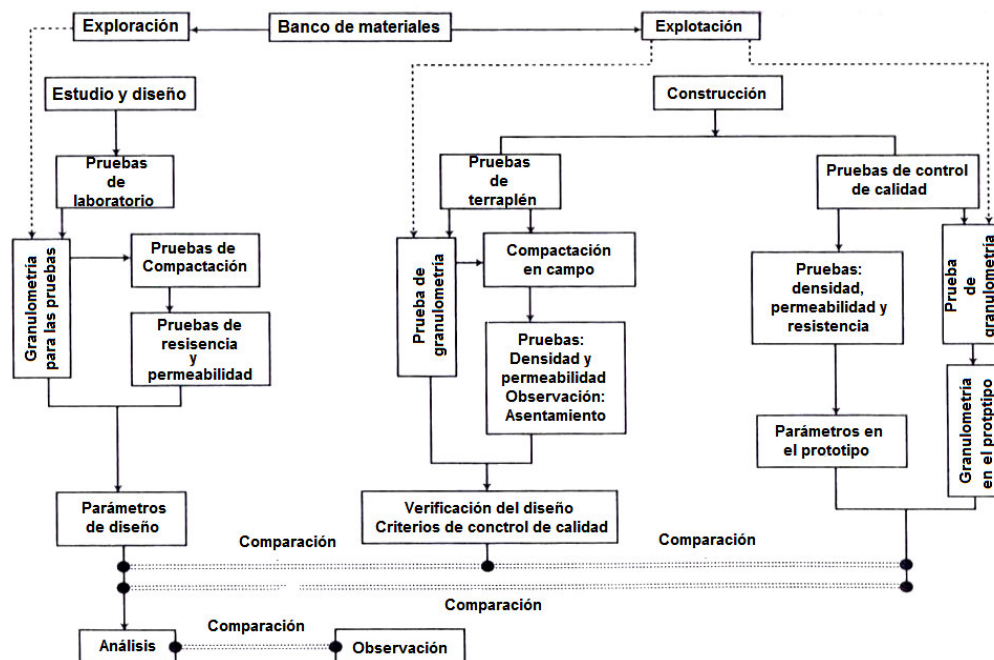 Exploración
Banco de materiales
Explotación
Estudio y diseño
Construcción
Pruebas
de
laboratorio
Pruebas
de
terraplén
Pruebas de control
de calidad
Granulometría
para las pruebas
Pruebas de
Compactación
Pruebas de
resisencia
y
permeabilidad
Prueba de
granulometría
Compactación
en campo
Pruebas:
Densidad y
permeabilidad
Observación:
Asentamiento
Pruebas:
densidad,
permeabilidad y
resistencia
Prueba
de
granulometría
Parámetros en
el prototipo
Granulometría
en el protptipo
Parámetros
de diseño
Verificación del diseño
Criterios de conctrol de calidad
Comparación
Comparación
Comparación
Comparación
Análisis
Observación